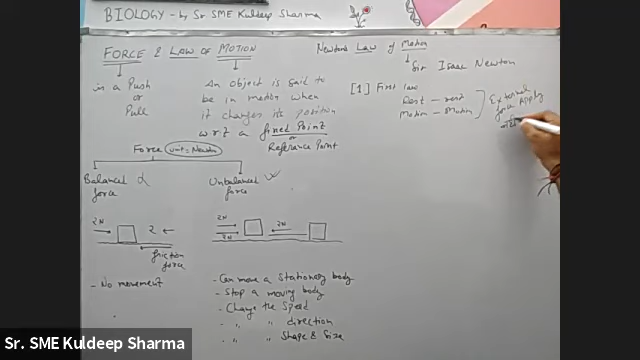 BIOLOGY - by Sr. SME Kuldeep Sharma
FORCE & LAW OF MOTION
is a Push
or
Pull
An object is said to
be in motion when
it changes its position
w.r.t a fixed Point
or
Reference Point
Force unit = Newton
Balanced
force
Unbalanced
force
2N
2
friction
force
2N
2N
2N
- No movement
- Can move a stationary body
- Stop a moving body
- Change the Speed
- " " direction
- " " Shape & Size
Newtons Law of Motion
Sir Isaac Newton
[1] First law
Rest - rest
Motion - Motion
External
force Apply
Sr. SME Kuldeep Sharma